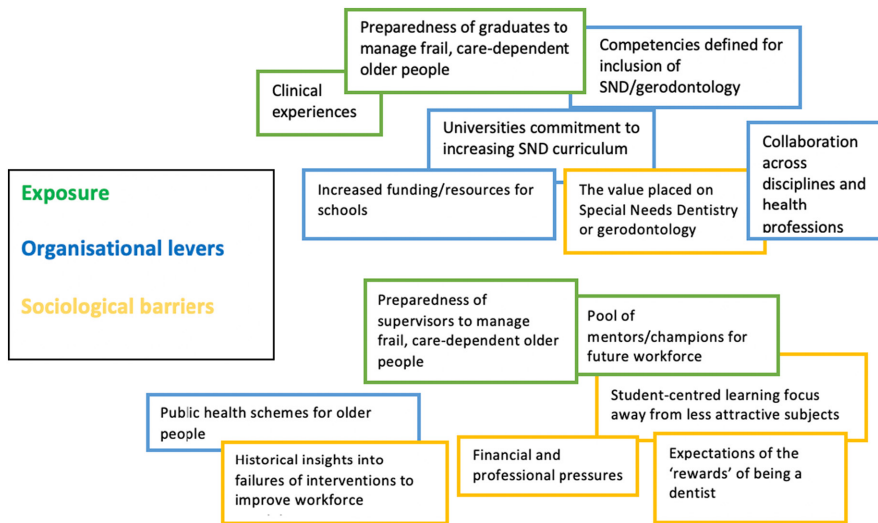 Preparedness of graduates to
manage frail, care-dependent
older people
Competencies defined for
inclusion of
SND/gerodontology
Clinical
experiences
Universities commitment to
increasing SND curriculum
Collaboration
across
disciplines and
health
professions
Increased funding/resources for
schools
The value placed on
Special Needs Dentistry
or gerodontology
Exposure
Organisational levers
Sociological barriers
Preparedness of
supervisors to manage
frail, care-dependent older
people
Pool of
mentors/champions for
future workforce
Student-centred learning focus
away from less attractive subjects
Public health schemes for older
people
Historical insights into
failures of interventions to
improve workforce
Financial and
professional pressures
Expectations of the
‘rewards’ of being a
dentist